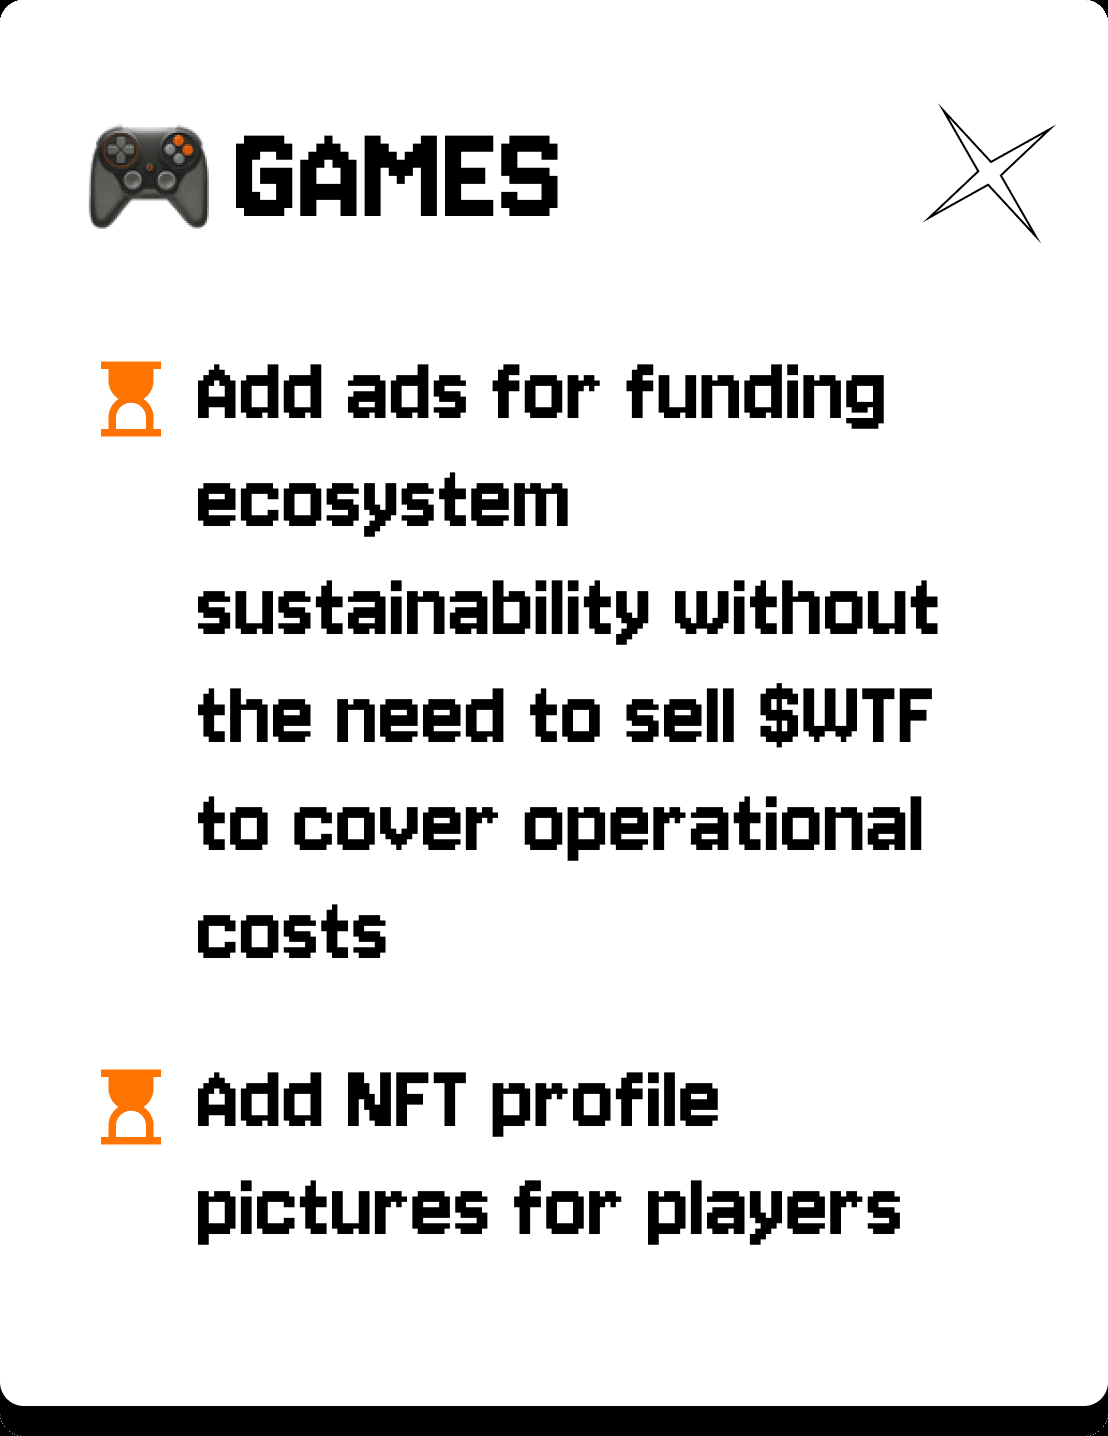 GAMES
Add ads for funding
ecosystem
sustainability without
the need to sell $WTF
to cover operational
costs
Add NFT profile
pictures for players